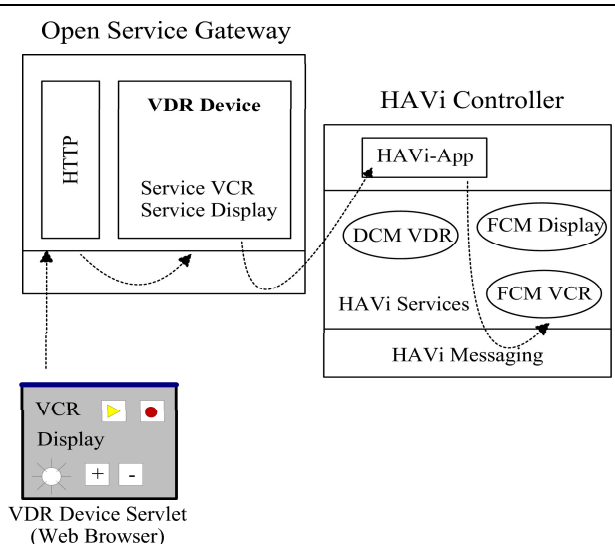 Open Service Gateway
HTTP
VDR Device
Service VCR
Service Display
HAVi Controller
HAVi-App
DCM VDR
FCM Display
FCM VCR
HAVi Services
HAVi Messaging
VCR
Display
+ -
VDR Device Servlet
(Web Browser)